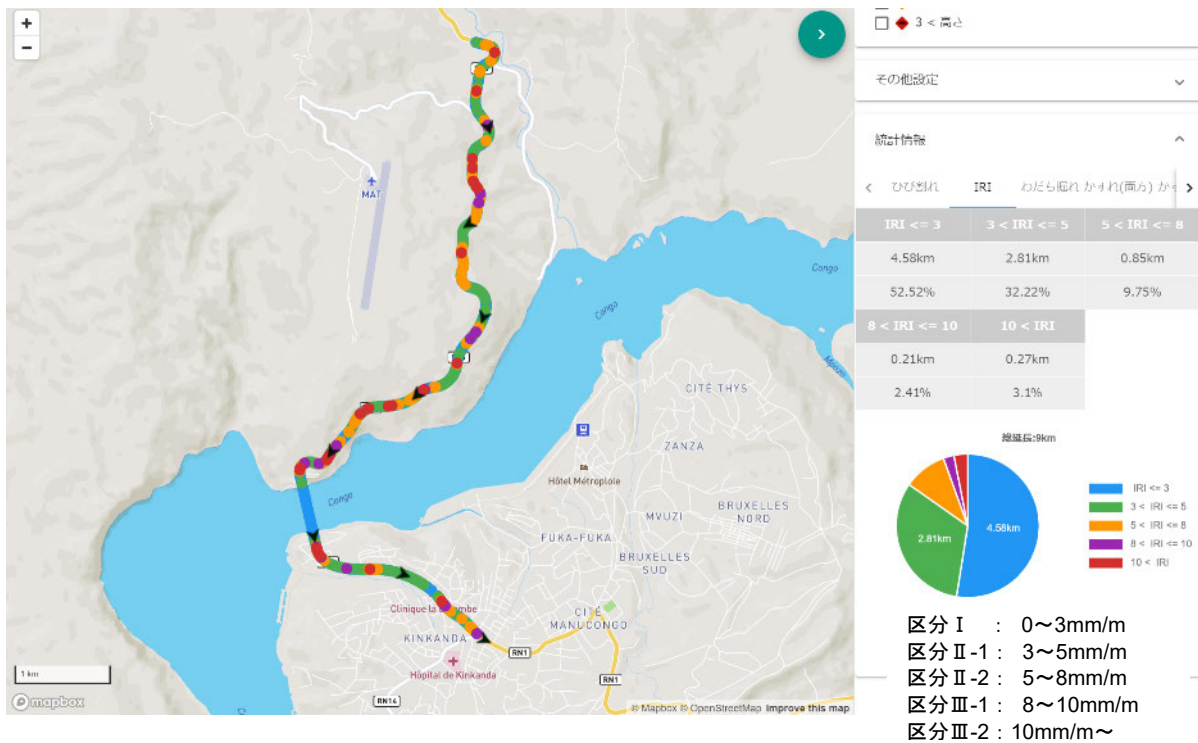 +
−
MAT
Congo
Congo
Congo
Mpozo
CITÉ THYS
ZANZA
Hôtel Métropole
MVUZI
BRUXELLES
NORD
FUKA-FUKA
BRUXELLES
SUD
CITÉ
MANUCONGO
KINKANDA
Hôpital de Kinkanda
RN1
RN1
RN14
1 km
mapbox
© Mapbox © OpenStreetMap Improve this map
3 < 高さ
その他設定
統計情報
ひび割れ IRI わだち掘れ かすれ(面方)
IRI <= 3 3 < IRI <= 5 5 < IRI <= 8
4.58km 2.81km 0.85km
52.52% 32.22% 9.75%
8 < IRI <= 10 10 < IRI
0.21km 0.27km
2.41% 3.1%
総延長:9km
4.58km
2.81km
IRI <= 3
3 < IRI <= 5
5 < IRI <= 8
8 < IRI <= 10
10 < IRI
区分Ⅰ : 0～3mm/m
区分Ⅱ-1 : 3～5mm/m
区分Ⅱ-2 : 5～8mm/m
区分Ⅲ-1 : 8～10mm/m
区分Ⅲ-2 : 10mm/m～